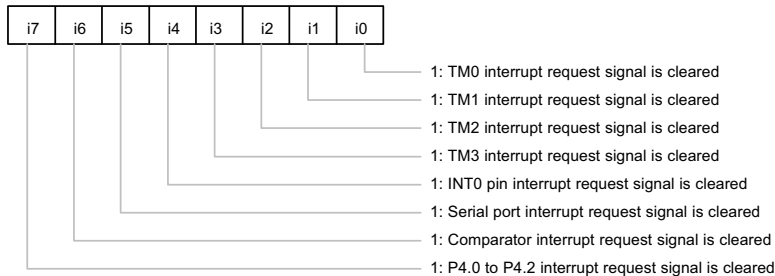 i7 i6 i5 i4 i3 i2 i1 i0
1: TM0 interrupt request signal is cleared
1: TM1 interrupt request signal is cleared
1: TM2 interrupt request signal is cleared
1: TM3 interrupt request signal is cleared
1: INT0 pin interrupt request signal is cleared
1: Serial port interrupt request signal is cleared
1: Comparator interrupt request signal is cleared
1: P4.0 to P4.2 interrupt request signal is cleared